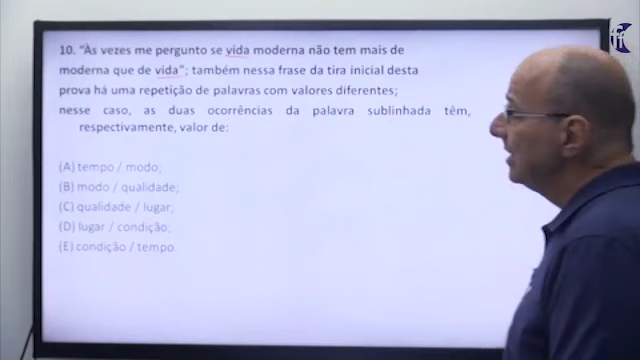 10. "Às vezes me pergunto se vida moderna não tem mais de
moderna que de vida"; também nessa frase da tira inicial desta
prova há uma repetição de palavras com valores diferentes;
nesse caso, as duas ocorrências da palavra sublinhada têm,
respectivamente, valor de:
(A) tempo / modo;
(B) modo / qualidade;
(C) qualidade / lugar;
(D) lugar / condição;
(E) condição / tempo.